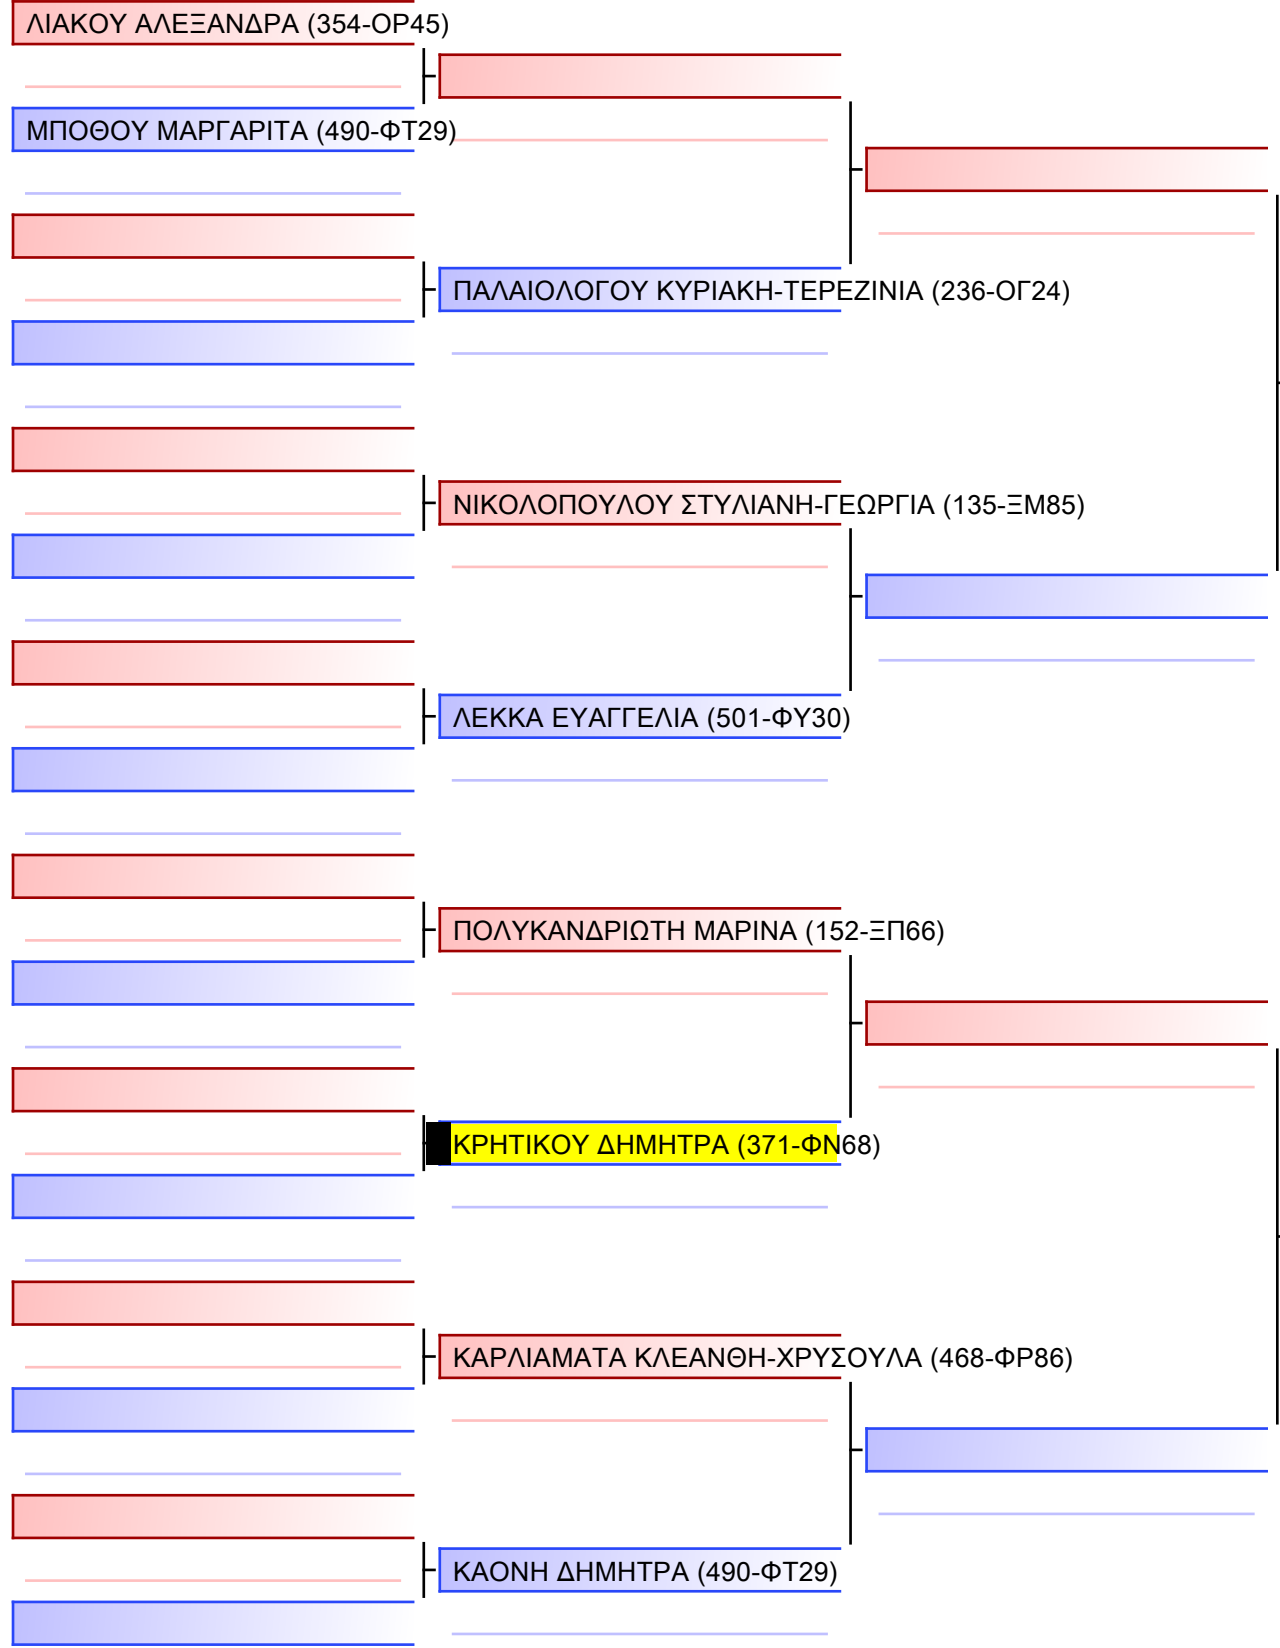 ΛΙΑΚΟΥ ΑΛΕΞΑΝΔΡΑ (354-ΟΡ45)
ΜΠΟΘΟΥ ΜΑΡΓΑΡΙΤΑ (490-ΦΤ29)
ΠΑΛΑΙΟΛΟΓΟΥ ΚΥΡΙΑΚΗ-ΤΕΡΕΖΙΝΙΑ (236-ΟΓ24)
ΝΙΚΟΛΟΠΟΥΛΟΥ ΣΤΥΛΙΑΝΗ-ΓΕΩΡΓΙΑ (135-ΞΜ85)
ΛΕΚΚΑ ΕΥΑΓΓΕΛΙΑ (501-ΦΥ30)
ΠΟΛΥΚΑΝΔΡΙΩΤΗ ΜΑΡΙΝΑ (152-ΞΠ66)
ΚΡΗΤΙΚΟΥ ΔΗΜΗΤΡΑ (371-ΦΝ68)
ΚΑΡΛΙΑΜΑΤΑ ΚΛΕΑΝΘΗ-ΧΡΥΣΟΥΛΑ (468-ΦΡ86)
ΚΑΟΝΗ ΔΗΜΗΤΡΑ (490-ΦΤ29)